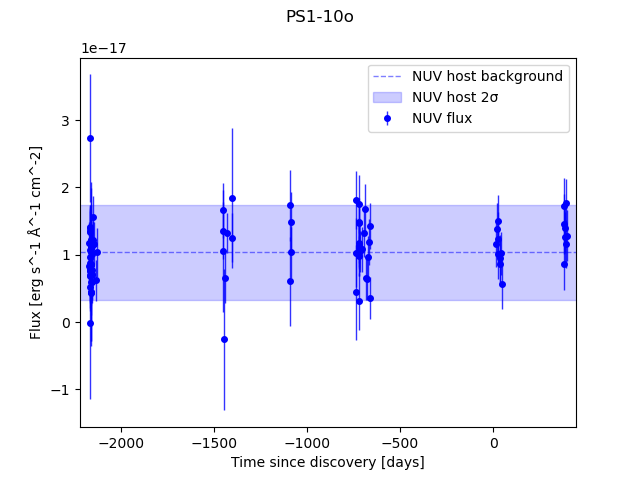 PS1-10o
1e−17
NUV host background
NUV host 2σ
NUV flux
3
2
1
0
−1
Flux [erg s^-1 Å^-1 cm^-2]
−2000 −1500 −1000 −500 0
Time since discovery [days]